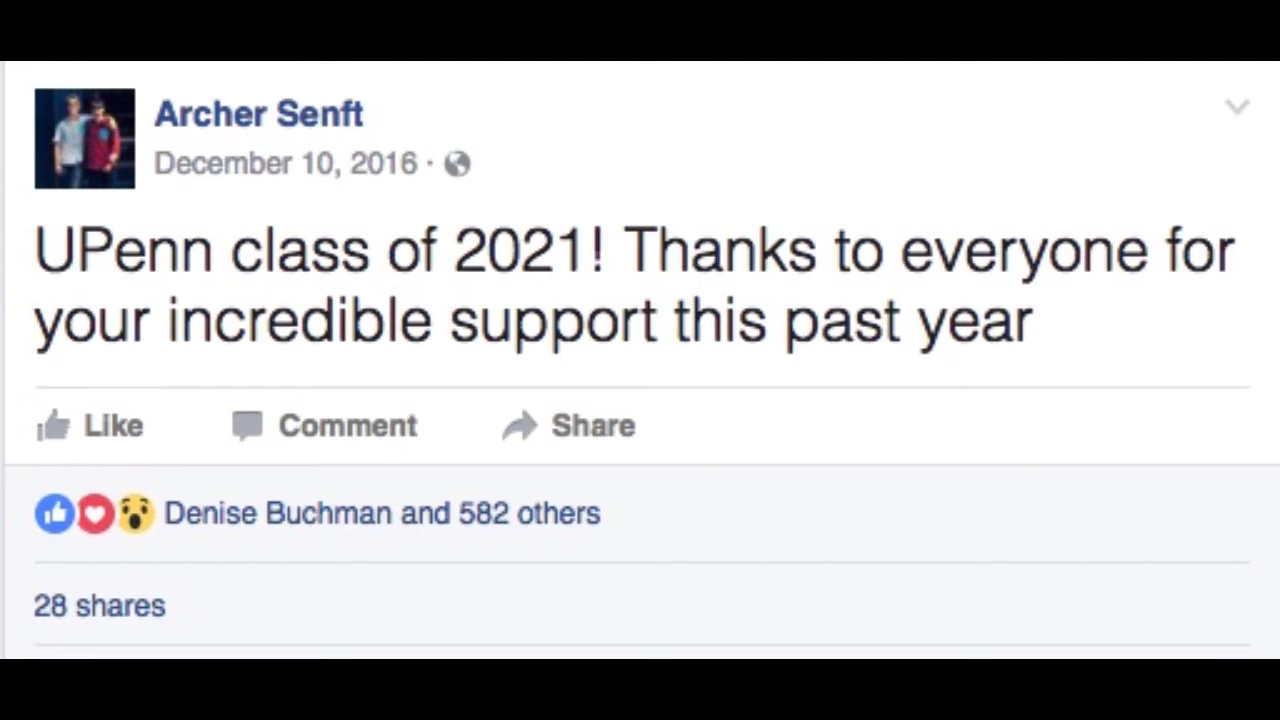 Archer Senft
December 10, 2016 ·
UPenn class of 2021! Thanks to everyone for
your incredible support this past year
Like Comment Share
Denise Buchman and 582 others
28 shares